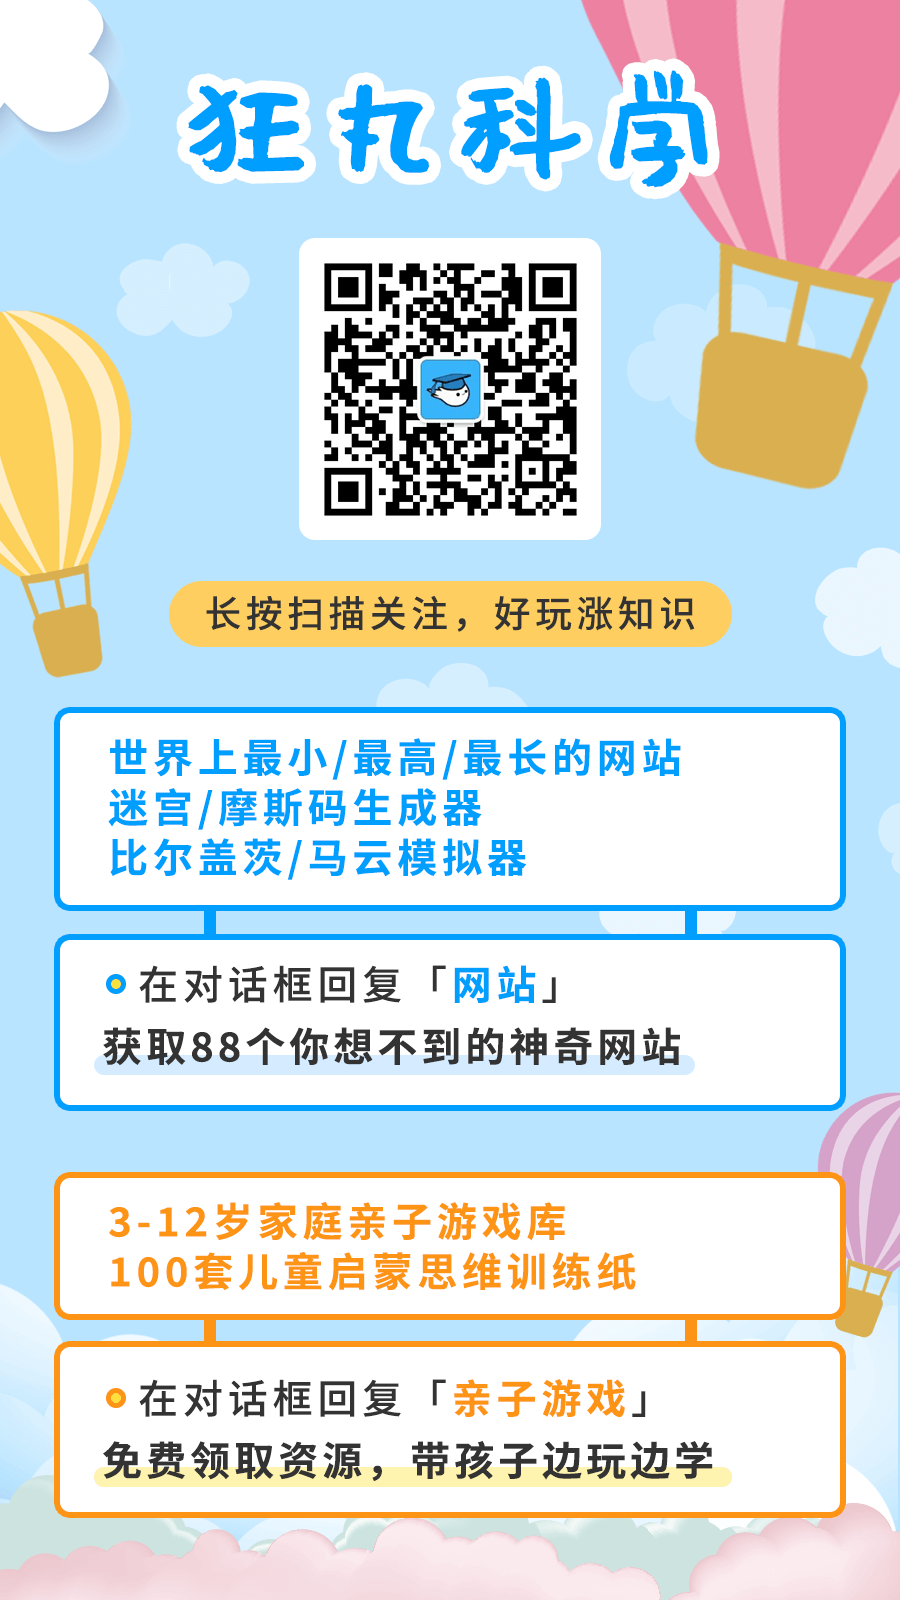 狂丸科学
长按扫描关注，好玩涨知识
世界上最小/最高/最长的网站
迷宫/摩斯码生成器
比尔盖茨/马云模拟器
在对话框回复「网站」
获取88个你想不到的神奇网站
3-12岁家庭亲子游戏库
100套儿童启蒙思维训练纸
在对话框回复「亲子游戏」
免费领取资源，带孩子边玩边学